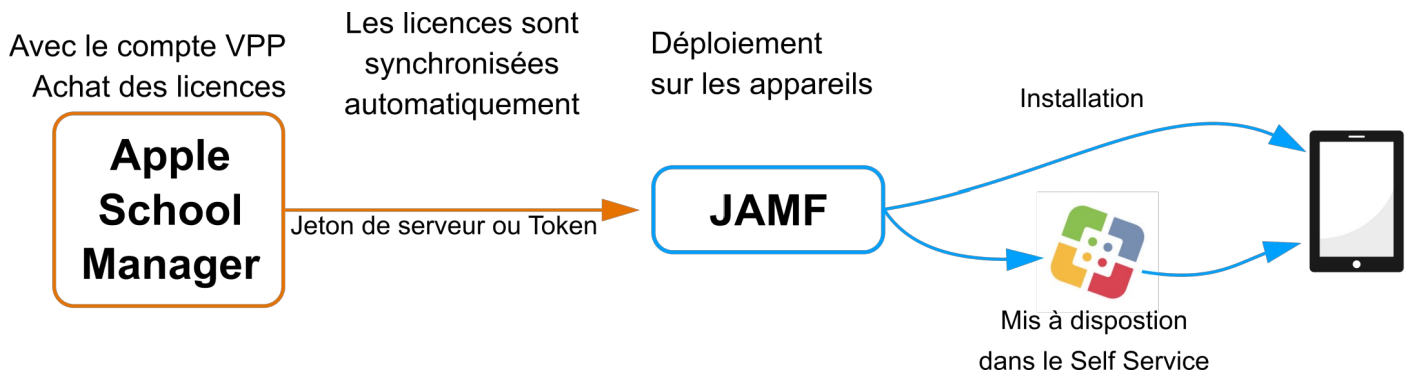 Avec le compte VPP
Achat des licences
Apple
School
Manager
Les licences sont
synchronisées
automatiquement
Jeton de serveur ou Token
Déploiement
sur les appareils
JAMF
Installation
Mis à dispostion
dans le Self Service